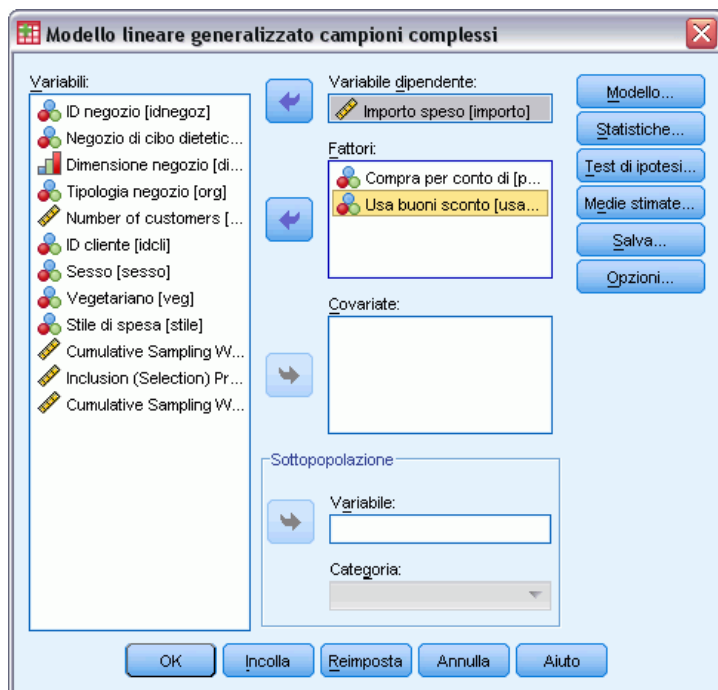 Modello lineare generalizzato campioni complessi
Variabili:
ID negozio [idnegoz]
Negozio di cibo dietetic...
Dimensione negozio [di...
Tipologia negozio [org]
Number of customers [...
ID cliente [idcli]
Sesso [sesso]
Vegetariano [veg]
Stile di spesa [stile]
Cumulative Sampling W...
Inclusion (Selection) Pr...
Cumulative Sampling W...
Variabile dipendente:
Importo speso [importo]
Fattori:
Compra per conto di [p...
Usa buoni sconto [usa...
Covariate:
Sottopopolazione
Variabile:
Categoria:
Modello...
Statistiche...
Test di ipotesi...
Medie stimate...
Salva...
Opzioni...
OK
Incolla
Reimposta
Annulla
Aiuto